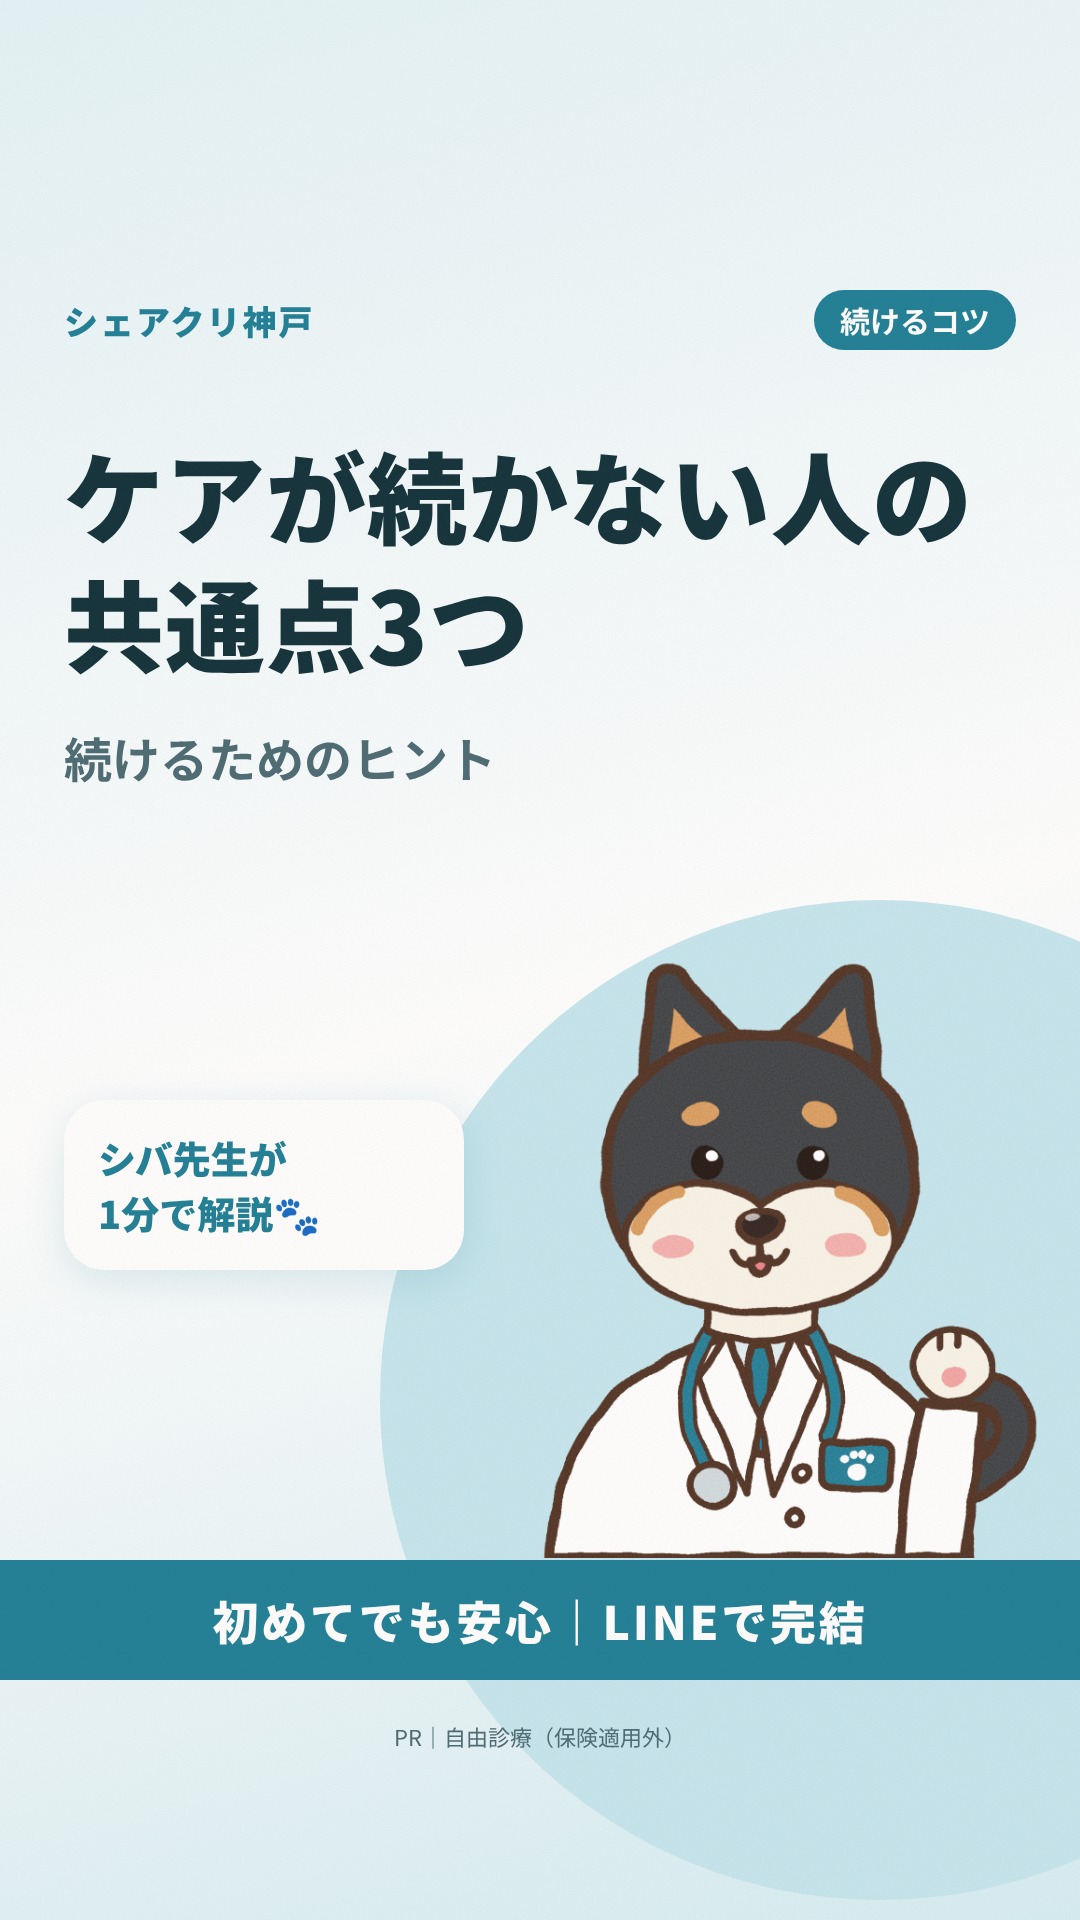 シェアクリ神戸
続けるコツ
ケアが続かない人の
共通点3つ
続けるためのヒント
シバ先生が
1分で解説🐾
初めてでも安心｜LINEで完結
PR｜自由診療（保険適用外）